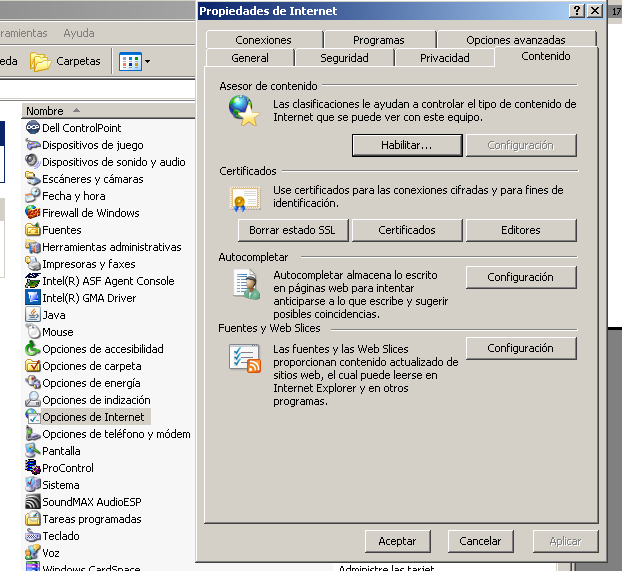 ramientas Ayuda
eda Carpetas
Nombre
Dell ControlPoint
Dispositivos de juego
Dispositivos de sonido y audio
Escáneres y cámaras
Fecha y hora
Firewall de Windows
Fuentes
Herramientas administrativas
Impresoras y faxes
Intel(R) ASF Agent Console
Intel(R) GMA Driver
Java
Mouse
Opciones de accesibilidad
Opciones de carpeta
Opciones de energía
Opciones de indización
Opciones de Internet
Opciones de teléfono y módem
Pantalla
ProControl
Sistema
SoundMAX AudioESP
Tareas programadas
Teclado
Voz
Windows CardSpace
Administre las tarjet
17
Propiedades de Internet
Conexiones Programas Opciones avanzadas
General Seguridad Privacidad Contenido
Asesor de contenido
Las clasificaciones le ayudan a controlar el tipo de contenido de
Internet que se puede ver con este equipo.
Habilitar... Configuración
Certificados
Use certificados para las conexiones cifradas y para fines de
identificación.
Borrar estado SSL Certificados Editores
Autocompletar
Autocompletar almacena lo escrito
en páginas web para intentar
anticiparse a lo que escribe y sugerir
posibles coincidencias.
Configuración
Fuentes y Web Slices
Las fuentes y las Web Slices
proporcionan contenido actualizado de
sitios web, el cual puede leerse en
Internet Explorer y en otros
programas.
Configuración
Aceptar Cancelar Aplicar